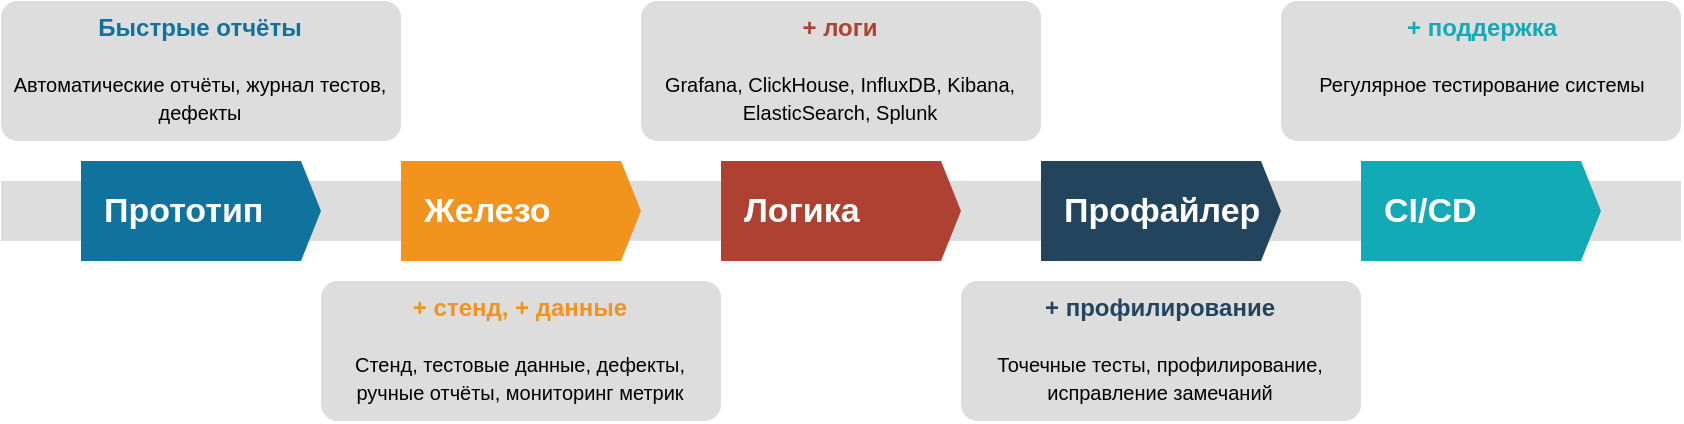 Быстрые отчёты
Автоматические отчёты, журнал тестов,
дефекты
+ логи
Grafana, ClickHouse, InfluxDB, Kibana,
ElasticSearch, Splunk
+ поддержка
Регулярное тестирование системы
Прототип
Железо
Логика
Профайлер
CI/CD
+ стенд, + данные
Стенд, тестовые данные, дефекты,
ручные отчёты, мониторинг метрик
+ профилирование
Точечные тесты, профилирование,
исправление замечаний